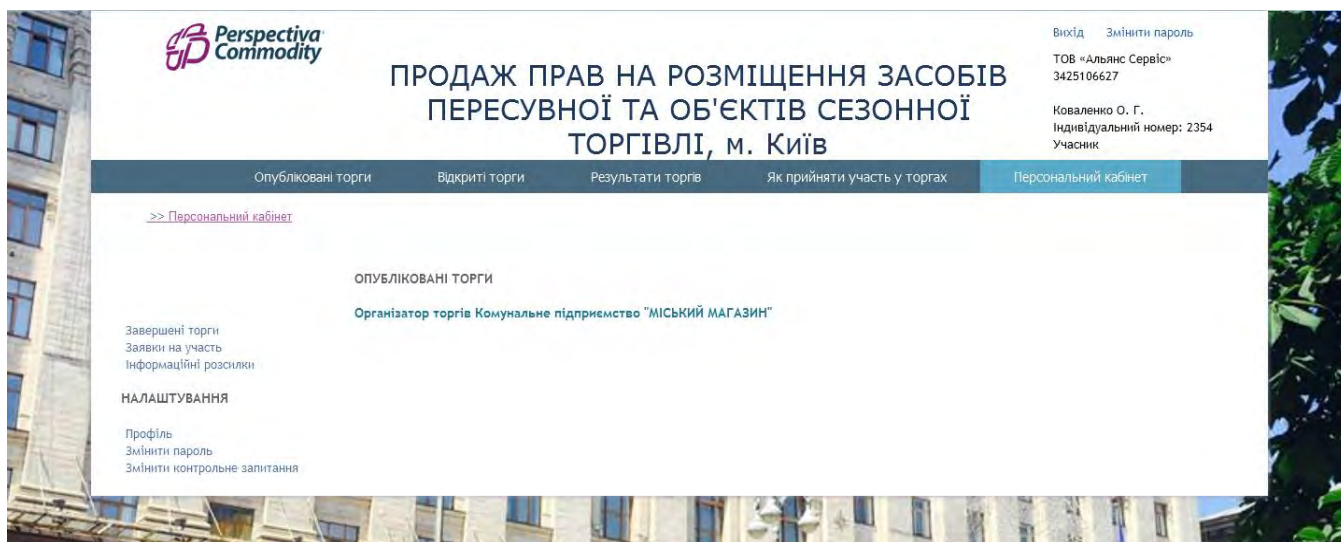 Perspectiva
Commodity
ПРОДАЖ ПРАВ НА РОЗМІЩЕННЯ ЗАСОБІВ
ПЕРЕСУВНОЇ ТА ОБ'ЄКТІВ СЕЗОННОЇ
ТОРГІВЛІ, м. Київ
Вихід Змінити пароль
ТОВ «Альянс Сервіс»
3425106627
Коваленко О. Г.
Індивідуальний номер: 2354
Учасник
Опубліковані торги Відкриті торги Результати торгів Як прийняти участь у торгах Персональний кабінет
>> Персональний кабінет
ОПУБЛІКОВАНІ ТОРГИ
Організатор торгів Комунальне підприємство "МІСЬКИЙ МАГАЗИН"
Завершені торги
Заявки на участь
Інформаційні розсилки
НАЛАШТУВАННЯ
Профіль
Змінити пароль
Змінити контрольне запитання